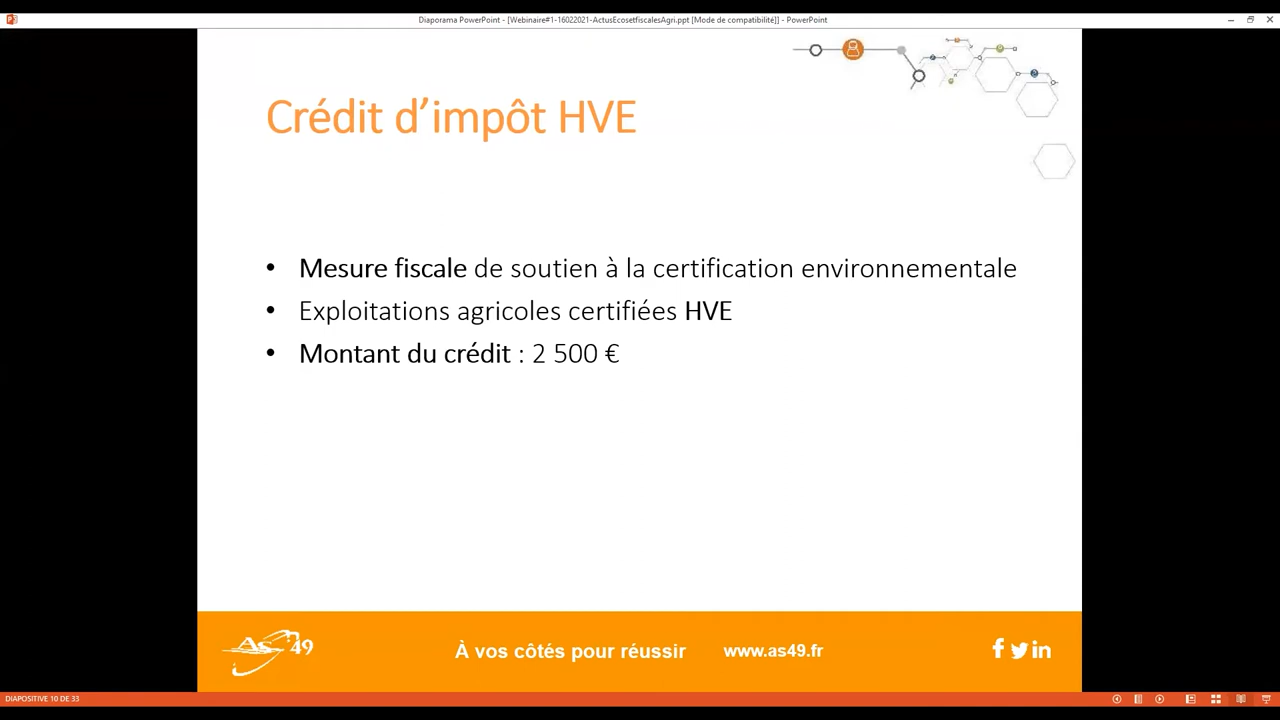 Diaporama PowerPoint - [Webinaire#1-16022021-ActusEcosetfiscalesAgri.ppt [Mode de compatibilité]] - PowerPoint
Crédit d’impôt HVE
• Mesure fiscale de soutien à la certification environnementale
• Exploitations agricoles certifiées HVE
• Montant du crédit : 2 500 €
As 49
À vos côtés pour réussir
www.as49.fr
DIAPOSITIVE 10 DE 33